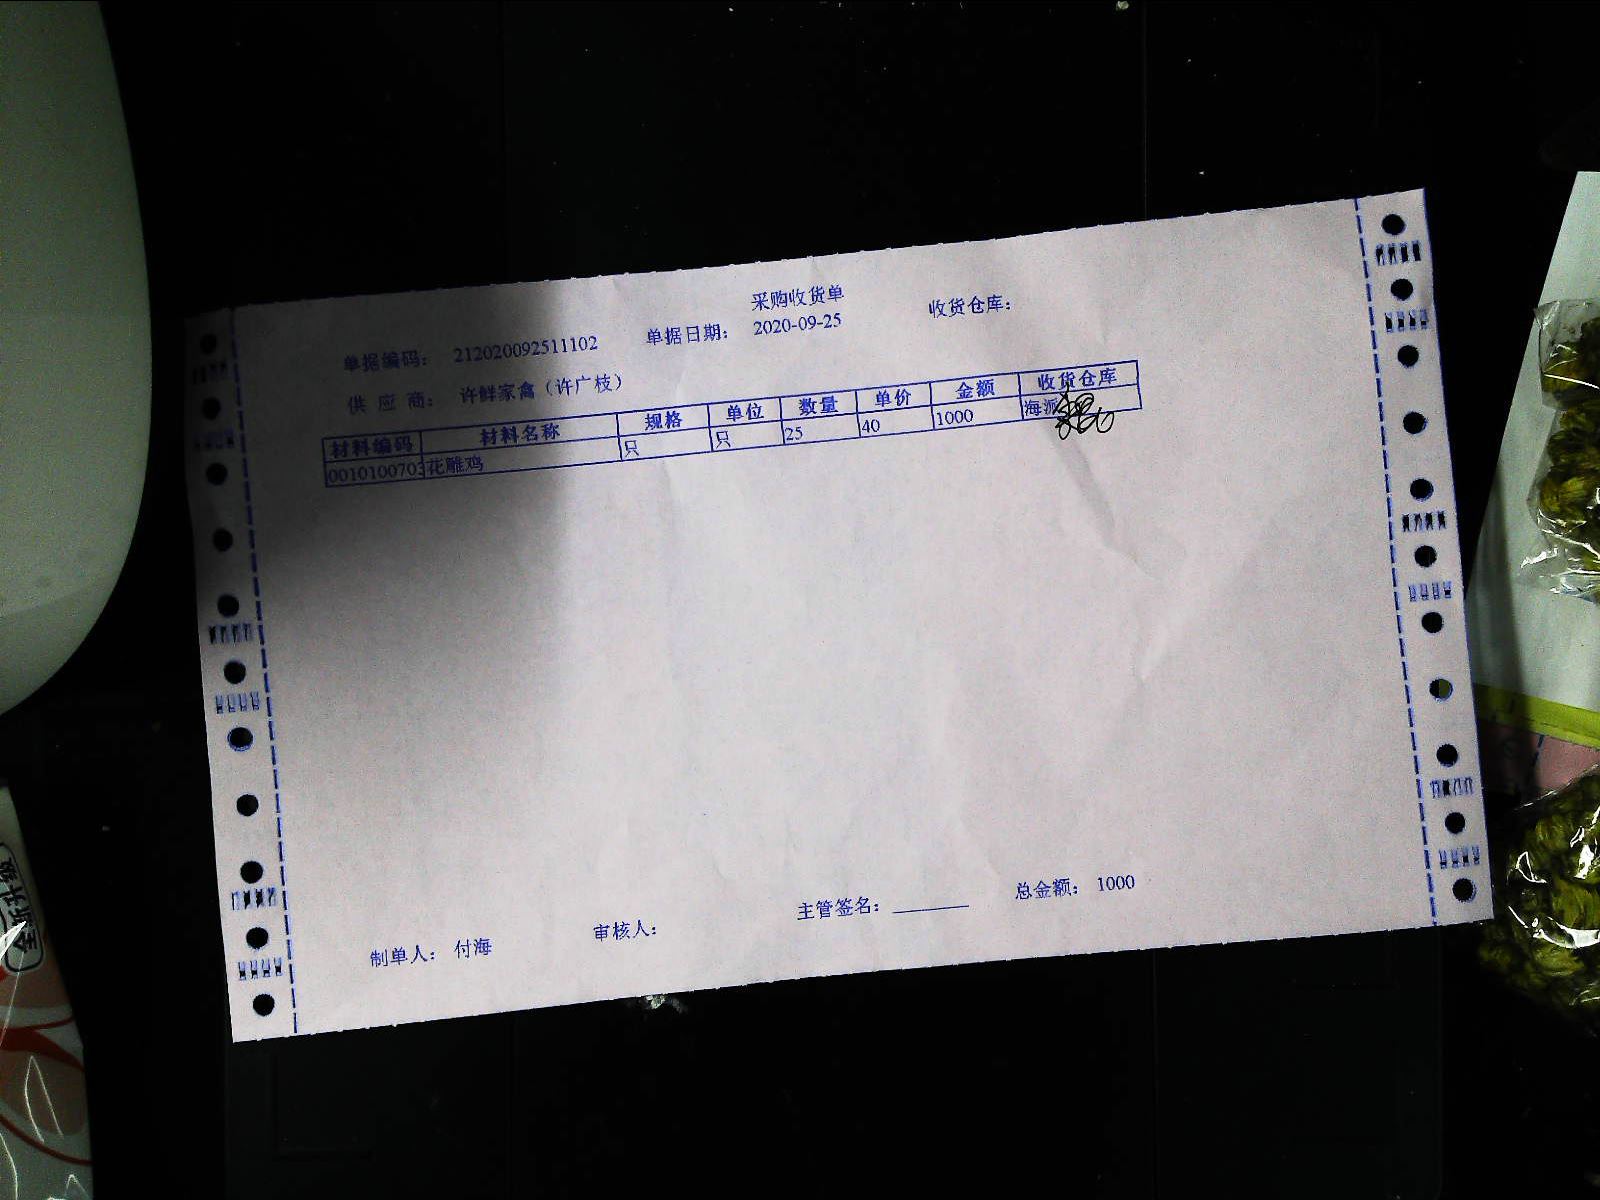 采购收货单
单据编码： 212020092511102 单据日期： 2020-09-25 收货仓库：
供 应 商： 许鲜家禽（许广枝）
材料编码 材料名称 规格 单位 数量 单价 金额 收货仓库
0010100703 花雕鸡 只 只 25 40 1000 海派
制单人： 付海 审核人： 主管签名： 总金额： 1000
全新升级